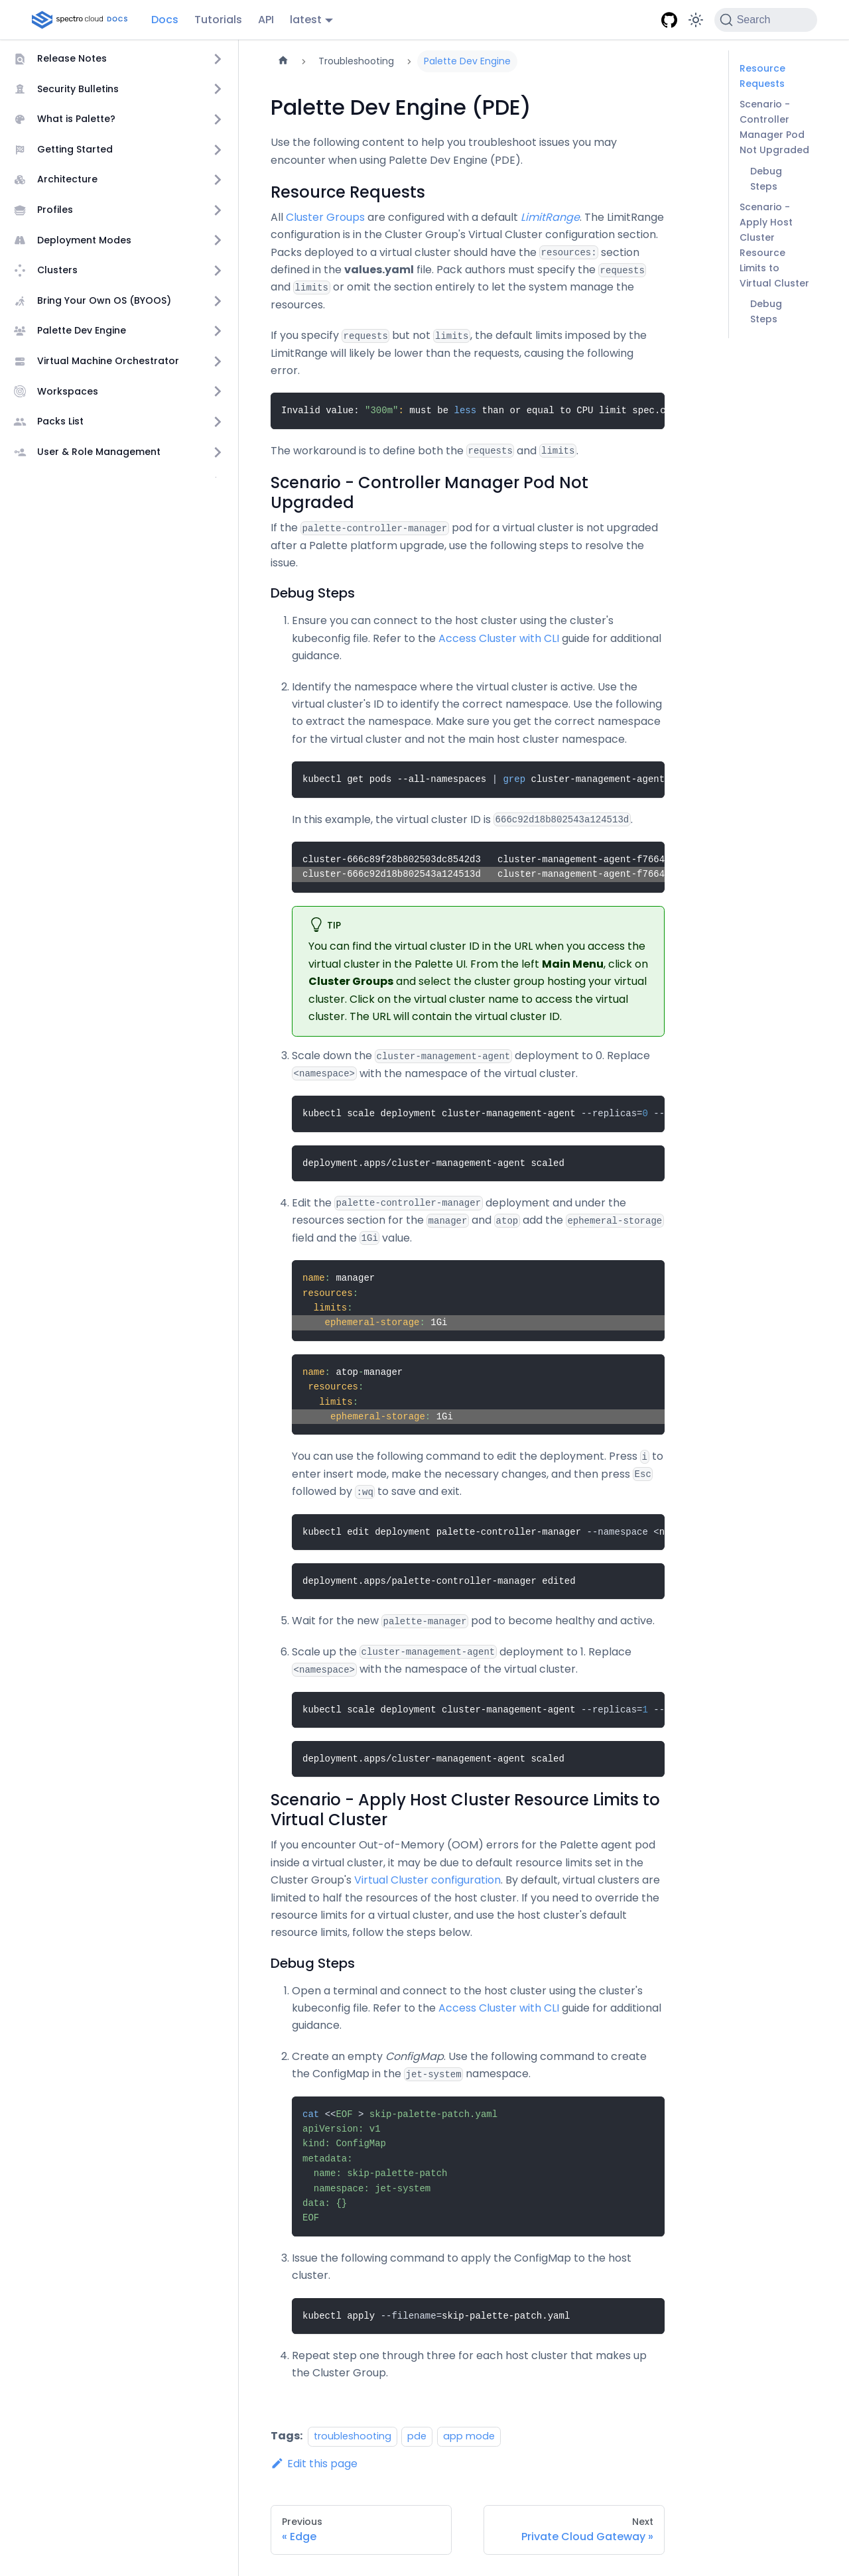 spectro cloud DOCS
Docs
Tutorials
API
latest
Search
Release Notes
Security Bulletins
What is Palette?
Getting Started
Architecture
Profiles
Deployment Modes
Clusters
Bring Your Own OS (BYOOS)
Palette Dev Engine
Virtual Machine Orchestrator
Workspaces
Packs List
User & Role Management
Troubleshooting
Palette Dev Engine
Palette Dev Engine (PDE)
Use the following content to help you troubleshoot issues you may
encounter when using Palette Dev Engine (PDE).
Resource Requests
All Cluster Groups are configured with a default LimitRange. The LimitRange
configuration is in the Cluster Group's Virtual Cluster configuration section.
Packs deployed to a virtual cluster should have the resources: section
defined in the values.yaml file. Pack authors must specify the requests
and limits or omit the section entirely to let the system manage the
resources.
If you specify requests but not limits, the default limits imposed by the
LimitRange will likely be lower than the requests, causing the following
error.
Invalid value: "300m": must be less than or equal to CPU limit spec.c
The workaround is to define both the requests and limits.
Scenario - Controller Manager Pod Not
Upgraded
If the palette-controller-manager pod for a virtual cluster is not upgraded
after a Palette platform upgrade, use the following steps to resolve the
issue.
Debug Steps
1. Ensure you can connect to the host cluster using the cluster's
kubeconfig file. Refer to the Access Cluster with CLI guide for additional
guidance.
2. Identify the namespace where the virtual cluster is active. Use the
virtual cluster's ID to identify the correct namespace. Use the following
to extract the namespace. Make sure you get the correct namespace
for the virtual cluster and not the main host cluster namespace.
kubectl get pods --all-namespaces | grep cluster-management-agent
In this example, the virtual cluster ID is 666c92d18b802543a124513d.
cluster-666c89f28b802503dc8542d3   cluster-management-agent-f7664
cluster-666c92d18b802543a124513d   cluster-management-agent-f7664
TIP
You can find the virtual cluster ID in the URL when you access the
virtual cluster in the Palette UI. From the left Main Menu, click on
Cluster Groups and select the cluster group hosting your virtual
cluster. Click on the virtual cluster name to access the virtual
cluster. The URL will contain the virtual cluster ID.
3. Scale down the cluster-management-agent deployment to 0. Replace
<namespace> with the namespace of the virtual cluster.
kubectl scale deployment cluster-management-agent --replicas=0 --
deployment.apps/cluster-management-agent scaled
4. Edit the palette-controller-manager deployment and under the
resources section for the manager and atop add the ephemeral-storage
field and the 1Gi value.
name: manager
resources:
  limits:
    ephemeral-storage: 1Gi
name: atop-manager
 resources:
   limits:
     ephemeral-storage: 1Gi
You can use the following command to edit the deployment. Press i to
enter insert mode, make the necessary changes, and then press Esc
followed by :wq to save and exit.
kubectl edit deployment palette-controller-manager --namespace <n
deployment.apps/palette-controller-manager edited
5. Wait for the new palette-manager pod to become healthy and active.
6. Scale up the cluster-management-agent deployment to 1. Replace
<namespace> with the namespace of the virtual cluster.
kubectl scale deployment cluster-management-agent --replicas=1 --
deployment.apps/cluster-management-agent scaled
Scenario - Apply Host Cluster Resource Limits to
Virtual Cluster
If you encounter Out-of-Memory (OOM) errors for the Palette agent pod
inside a virtual cluster, it may be due to default resource limits set in the
Cluster Group's Virtual Cluster configuration. By default, virtual clusters are
limited to half the resources of the host cluster. If you need to override the
resource limits for a virtual cluster, and use the host cluster's default
resource limits, follow the steps below.
Debug Steps
1. Open a terminal and connect to the host cluster using the cluster's
kubeconfig file. Refer to the Access Cluster with CLI guide for additional
guidance.
2. Create an empty ConfigMap. Use the following command to create
the ConfigMap in the jet-system namespace.
cat <<EOF > skip-palette-patch.yaml
apiVersion: v1
kind: ConfigMap
metadata:
  name: skip-palette-patch
  namespace: jet-system
data: {}
EOF
3. Issue the following command to apply the ConfigMap to the host
cluster.
kubectl apply --filename=skip-palette-patch.yaml
4. Repeat step one through three for each host cluster that makes up
the Cluster Group.
Tags: troubleshooting pde app mode
Edit this page
Previous
« Edge
Next
Private Cloud Gateway »
Resource
Requests
Scenario -
Controller
Manager Pod
Not Upgraded
Debug
Steps
Scenario -
Apply Host
Cluster
Resource
Limits to
Virtual Cluster
Debug
Steps